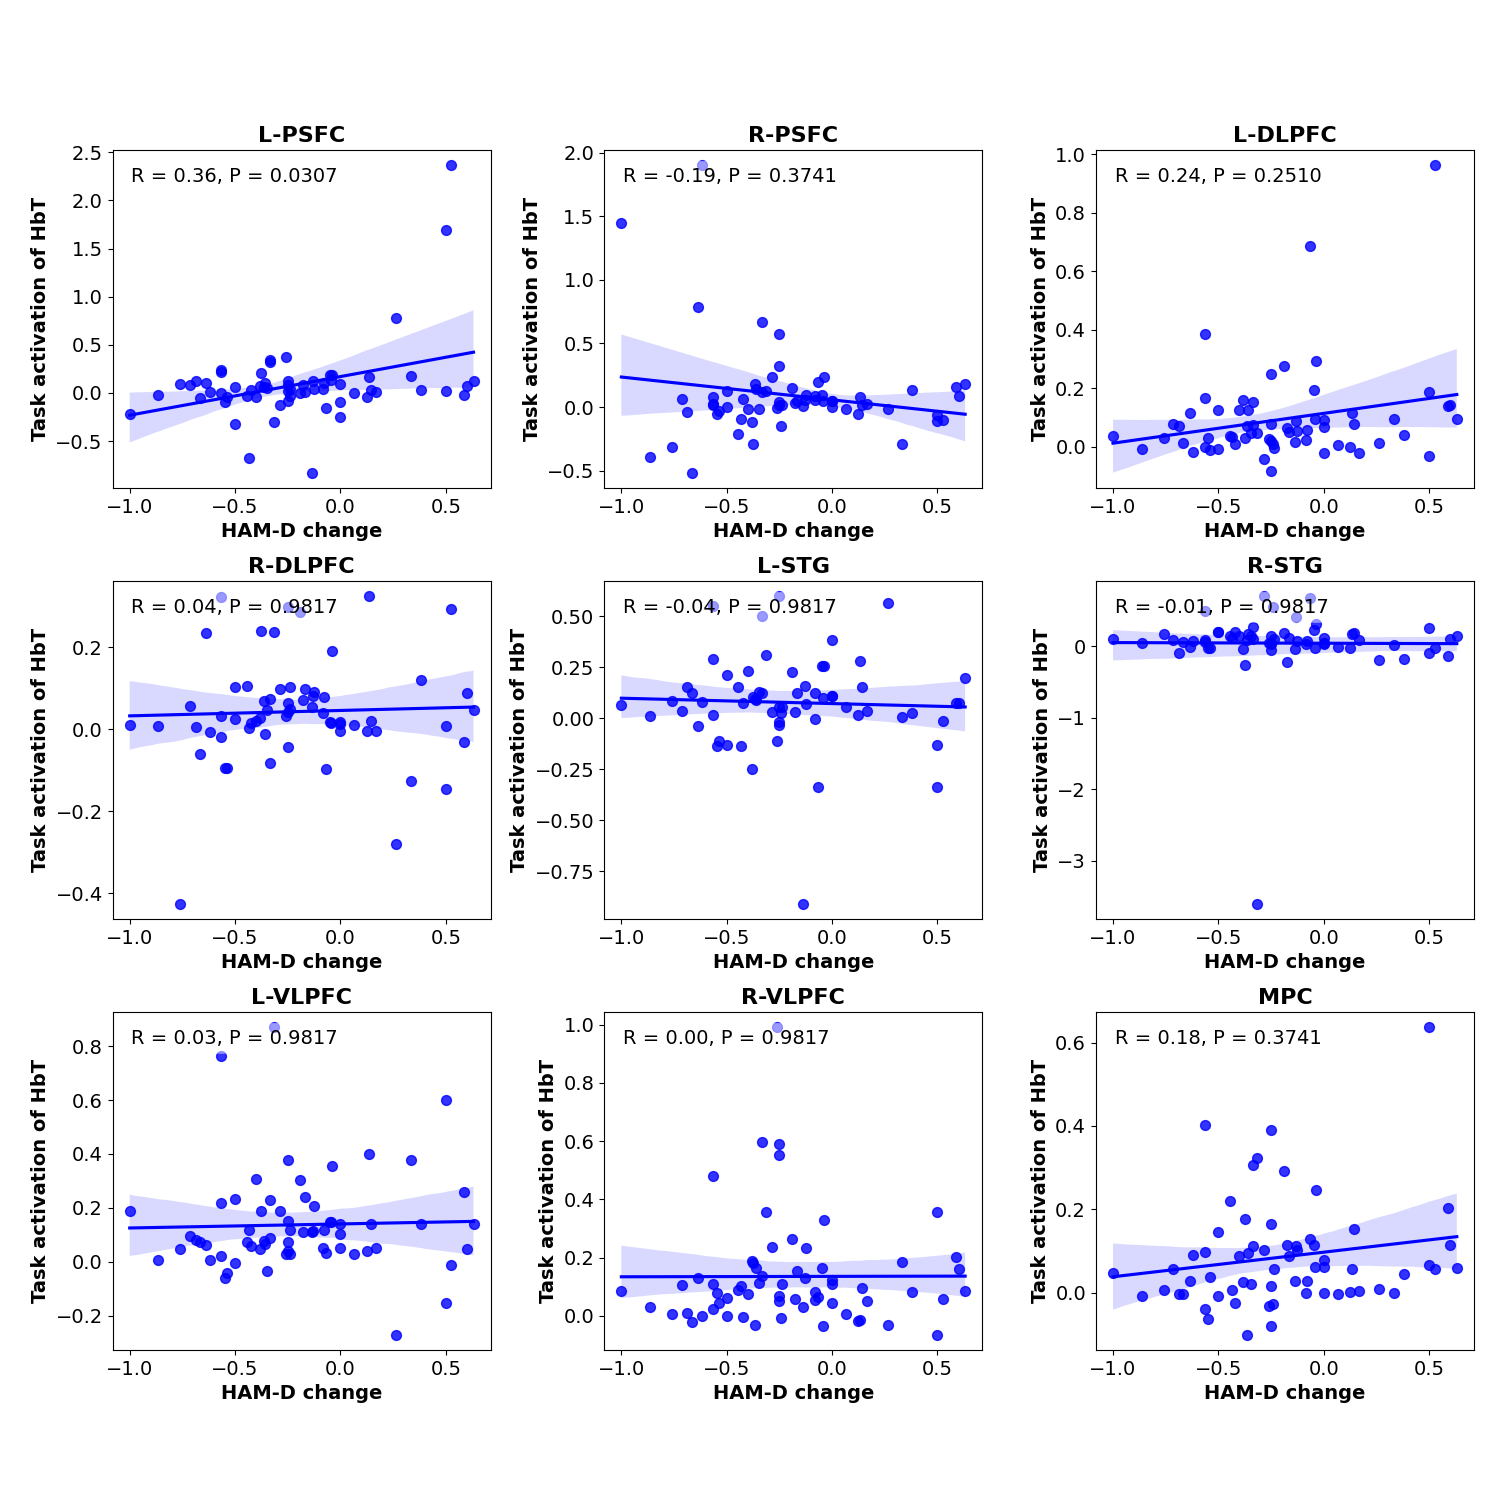 L-PSFC
R = 0.36, P = 0.0307
Task activation of HbT
2.5
2.0
1.5
1.0
0.5
0.0
−0.5
−1.0 −0.5 0.0 0.5
HAM-D change
R-PSFC
R = -0.19, P = 0.3741
Task activation of HbT
2.0
1.5
1.0
0.5
0.0
−0.5
−1.0 −0.5 0.0 0.5
HAM-D change
L-DLPFC
R = 0.24, P = 0.2510
Task activation of HbT
1.0
0.8
0.6
0.4
0.2
0.0
−1.0 −0.5 0.0 0.5
HAM-D change
R-DLPFC
R = 0.04, P = 0.9817
Task activation of HbT
0.2
0.0
−0.2
−0.4
−1.0 −0.5 0.0 0.5
HAM-D change
L-STG
R = -0.04, P = 0.9817
Task activation of HbT
0.50
0.25
0.00
−0.25
−0.50
−0.75
−1.0 −0.5 0.0 0.5
HAM-D change
R-STG
R = -0.01, P = 0.9817
Task activation of HbT
0
−1
−2
−3
−1.0 −0.5 0.0 0.5
HAM-D change
L-VLPFC
R = 0.03, P = 0.9817
Task activation of HbT
0.8
0.6
0.4
0.2
0.0
−0.2
−1.0 −0.5 0.0 0.5
HAM-D change
R-VLPFC
R = 0.00, P = 0.9817
Task activation of HbT
1.0
0.8
0.6
0.4
0.2
0.0
−1.0 −0.5 0.0 0.5
HAM-D change
MPC
R = 0.18, P = 0.3741
Task activation of HbT
0.6
0.4
0.2
0.0
−1.0 −0.5 0.0 0.5
HAM-D change